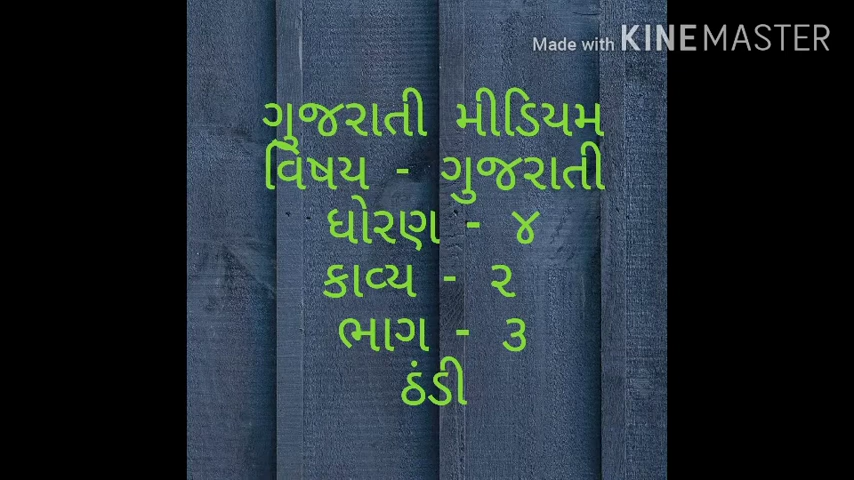 Made with KINEMASTER
ગુજરાતી મીડિયમ
વિષય - ગુજરાતી
ધોરણ - ૪
કાવ્ય - ૨
ભાગ - ૩
ઠંડી